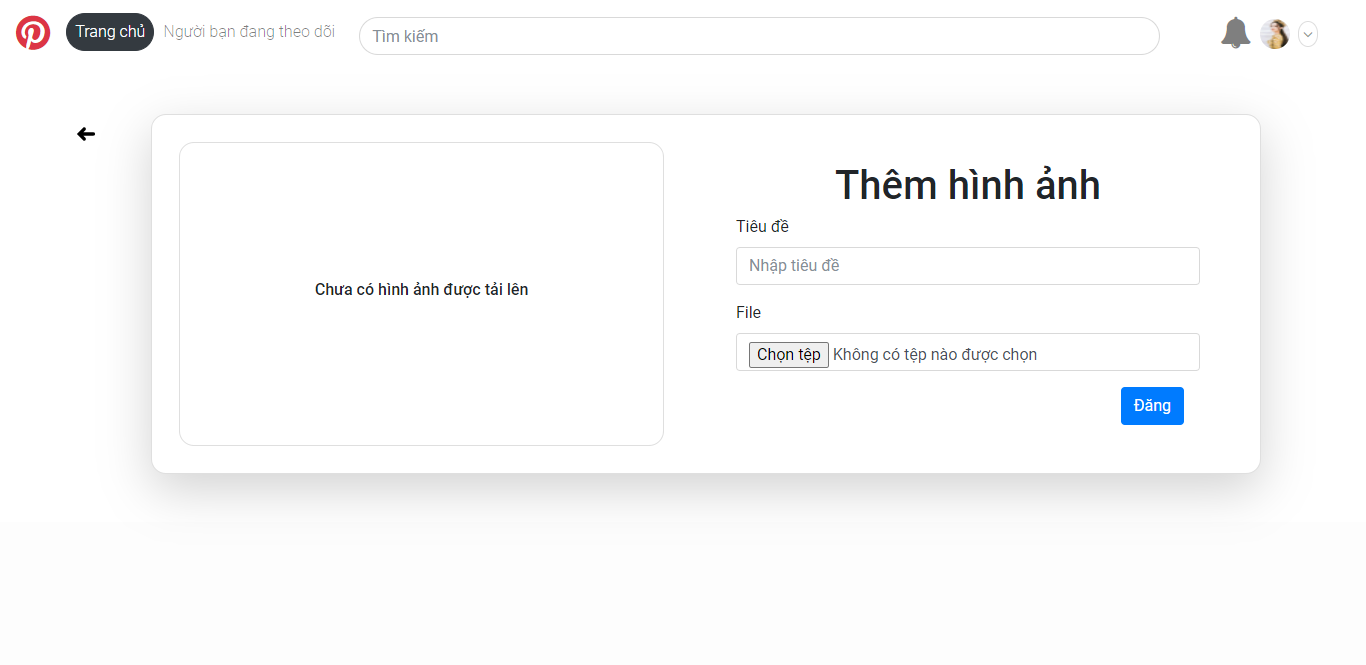 Trang chủ
Người bạn đang theo dõi
Tìm kiếm
Chưa có hình ảnh được tải lên
Thêm hình ảnh
Tiêu đề
Nhập tiêu đề
File
Chọn tệp Không có tệp nào được chọn
Đăng